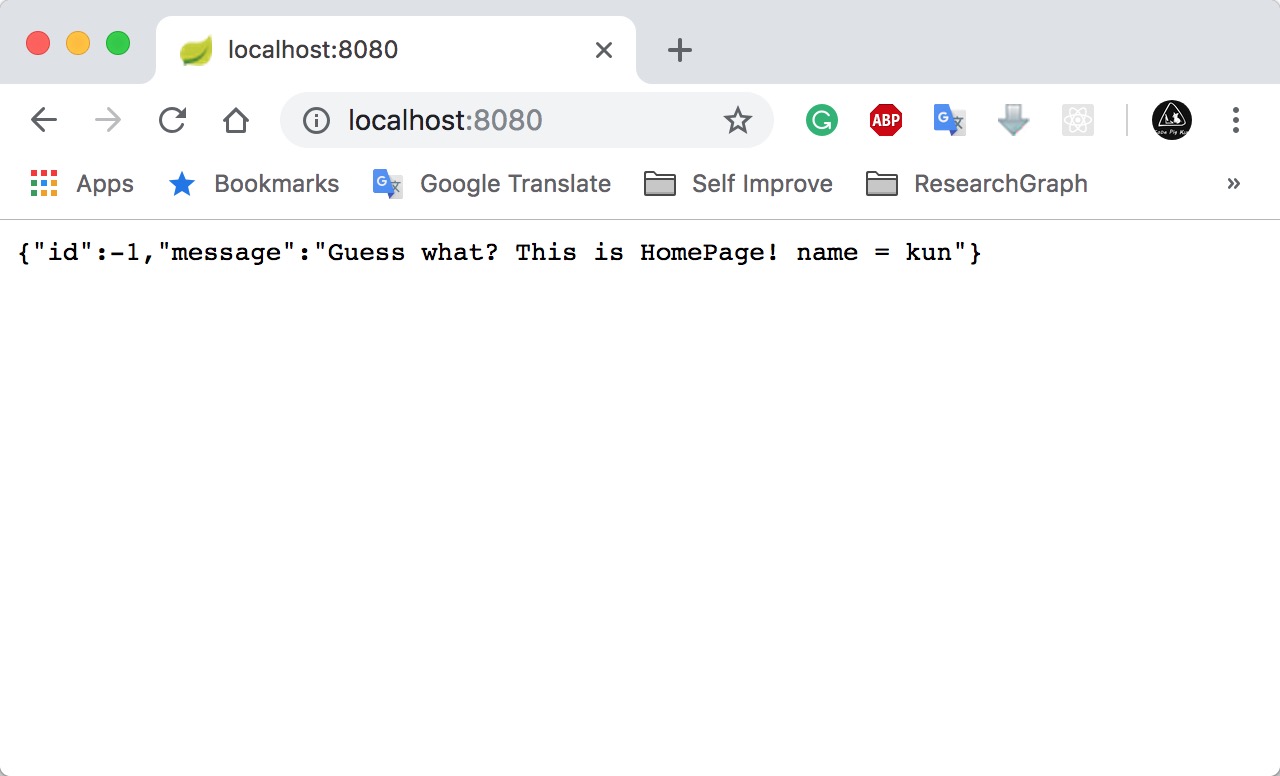 localhost:8080
localhost:8080
ABP
G
Apps Bookmarks Google Translate Self Improve ResearchGraph »
{"id":-1,"message":"Guess what? This is HomePage! name = kun"}